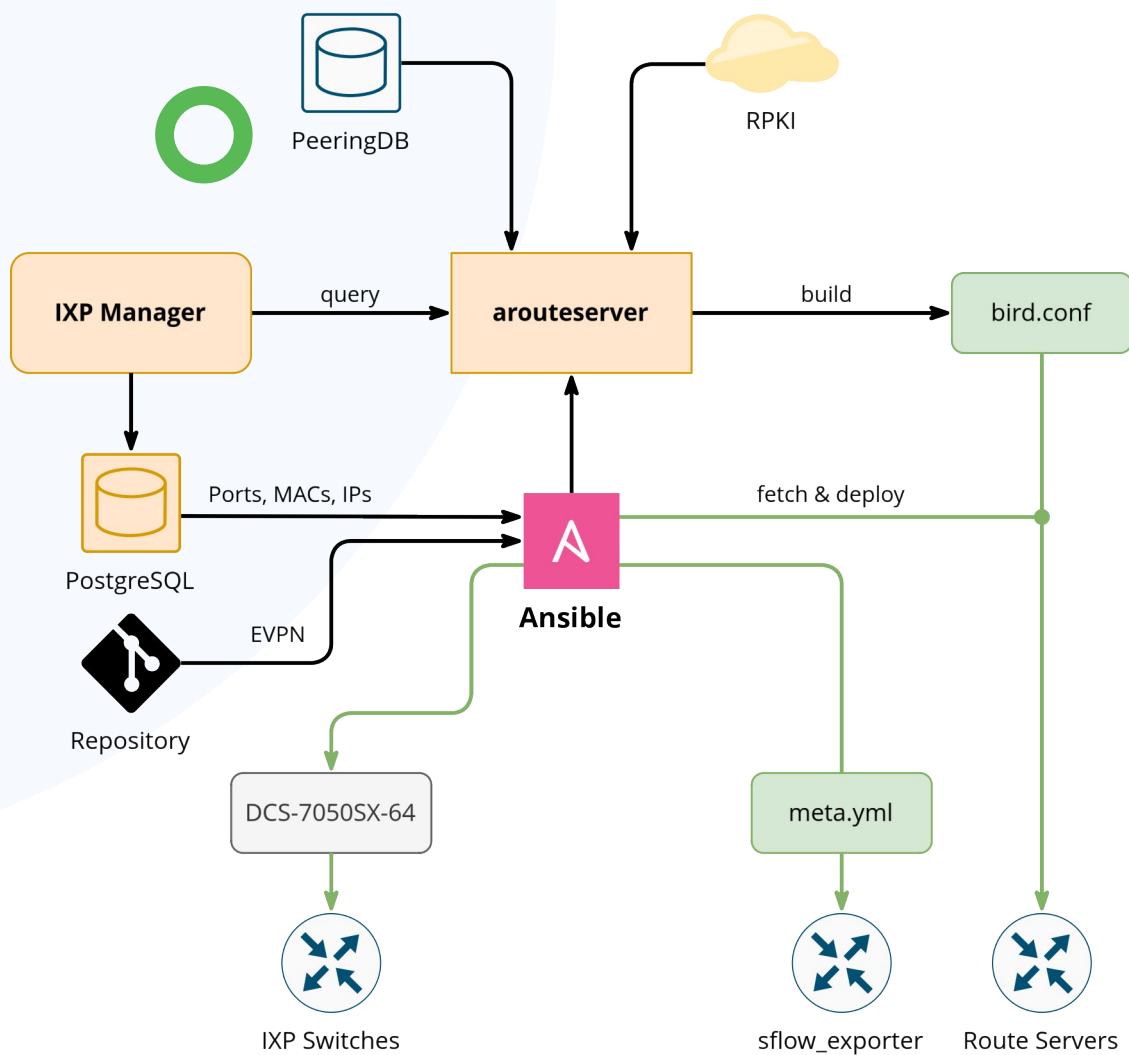 PeeringDB
RPKI
IXP Manager
query
arouteserver
build
bird.conf
Ports, MACs, IPs
fetch & deploy
PostgreSQL
Ansible
EVPN
Repository
DCS-7050SX-64
meta.yml
IXP Switches
sflow_exporter
Route Servers